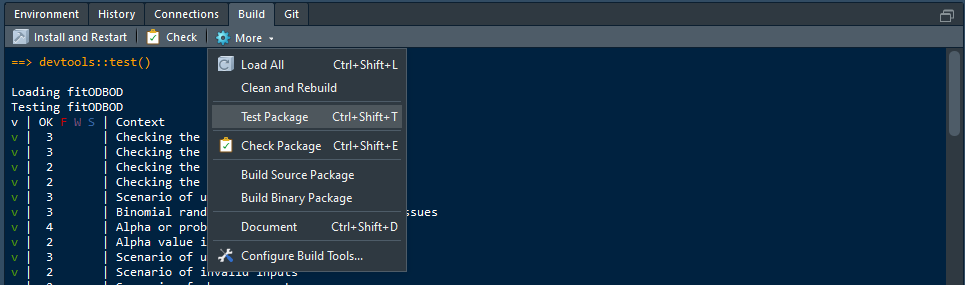 Environment History Connections Build Git
Install and Restart Check More
==> devtools::test()
Load All Ctrl+Shift+L
Clean and Rebuild
Test Package Ctrl+Shift+T
Check Package Ctrl+Shift+E
Build Source Package
Build Binary Package
Document Ctrl+Shift+D
Configure Build Tools...
Loading fitODBOD
Testing fitODBOD
v | OK F W S | Context
v | 3 | Checking the
v | 3 | Checking the
v | 2 | Checking the
v | 2 | Checking the
v | 3 | Scenario of u
v | 3 | Binomial rand ssues
v | 4 | Alpha or prob
v | 2 | Alpha value i
v | 3 | Scenario of u
v | 2 | Scenario of invalid inputs